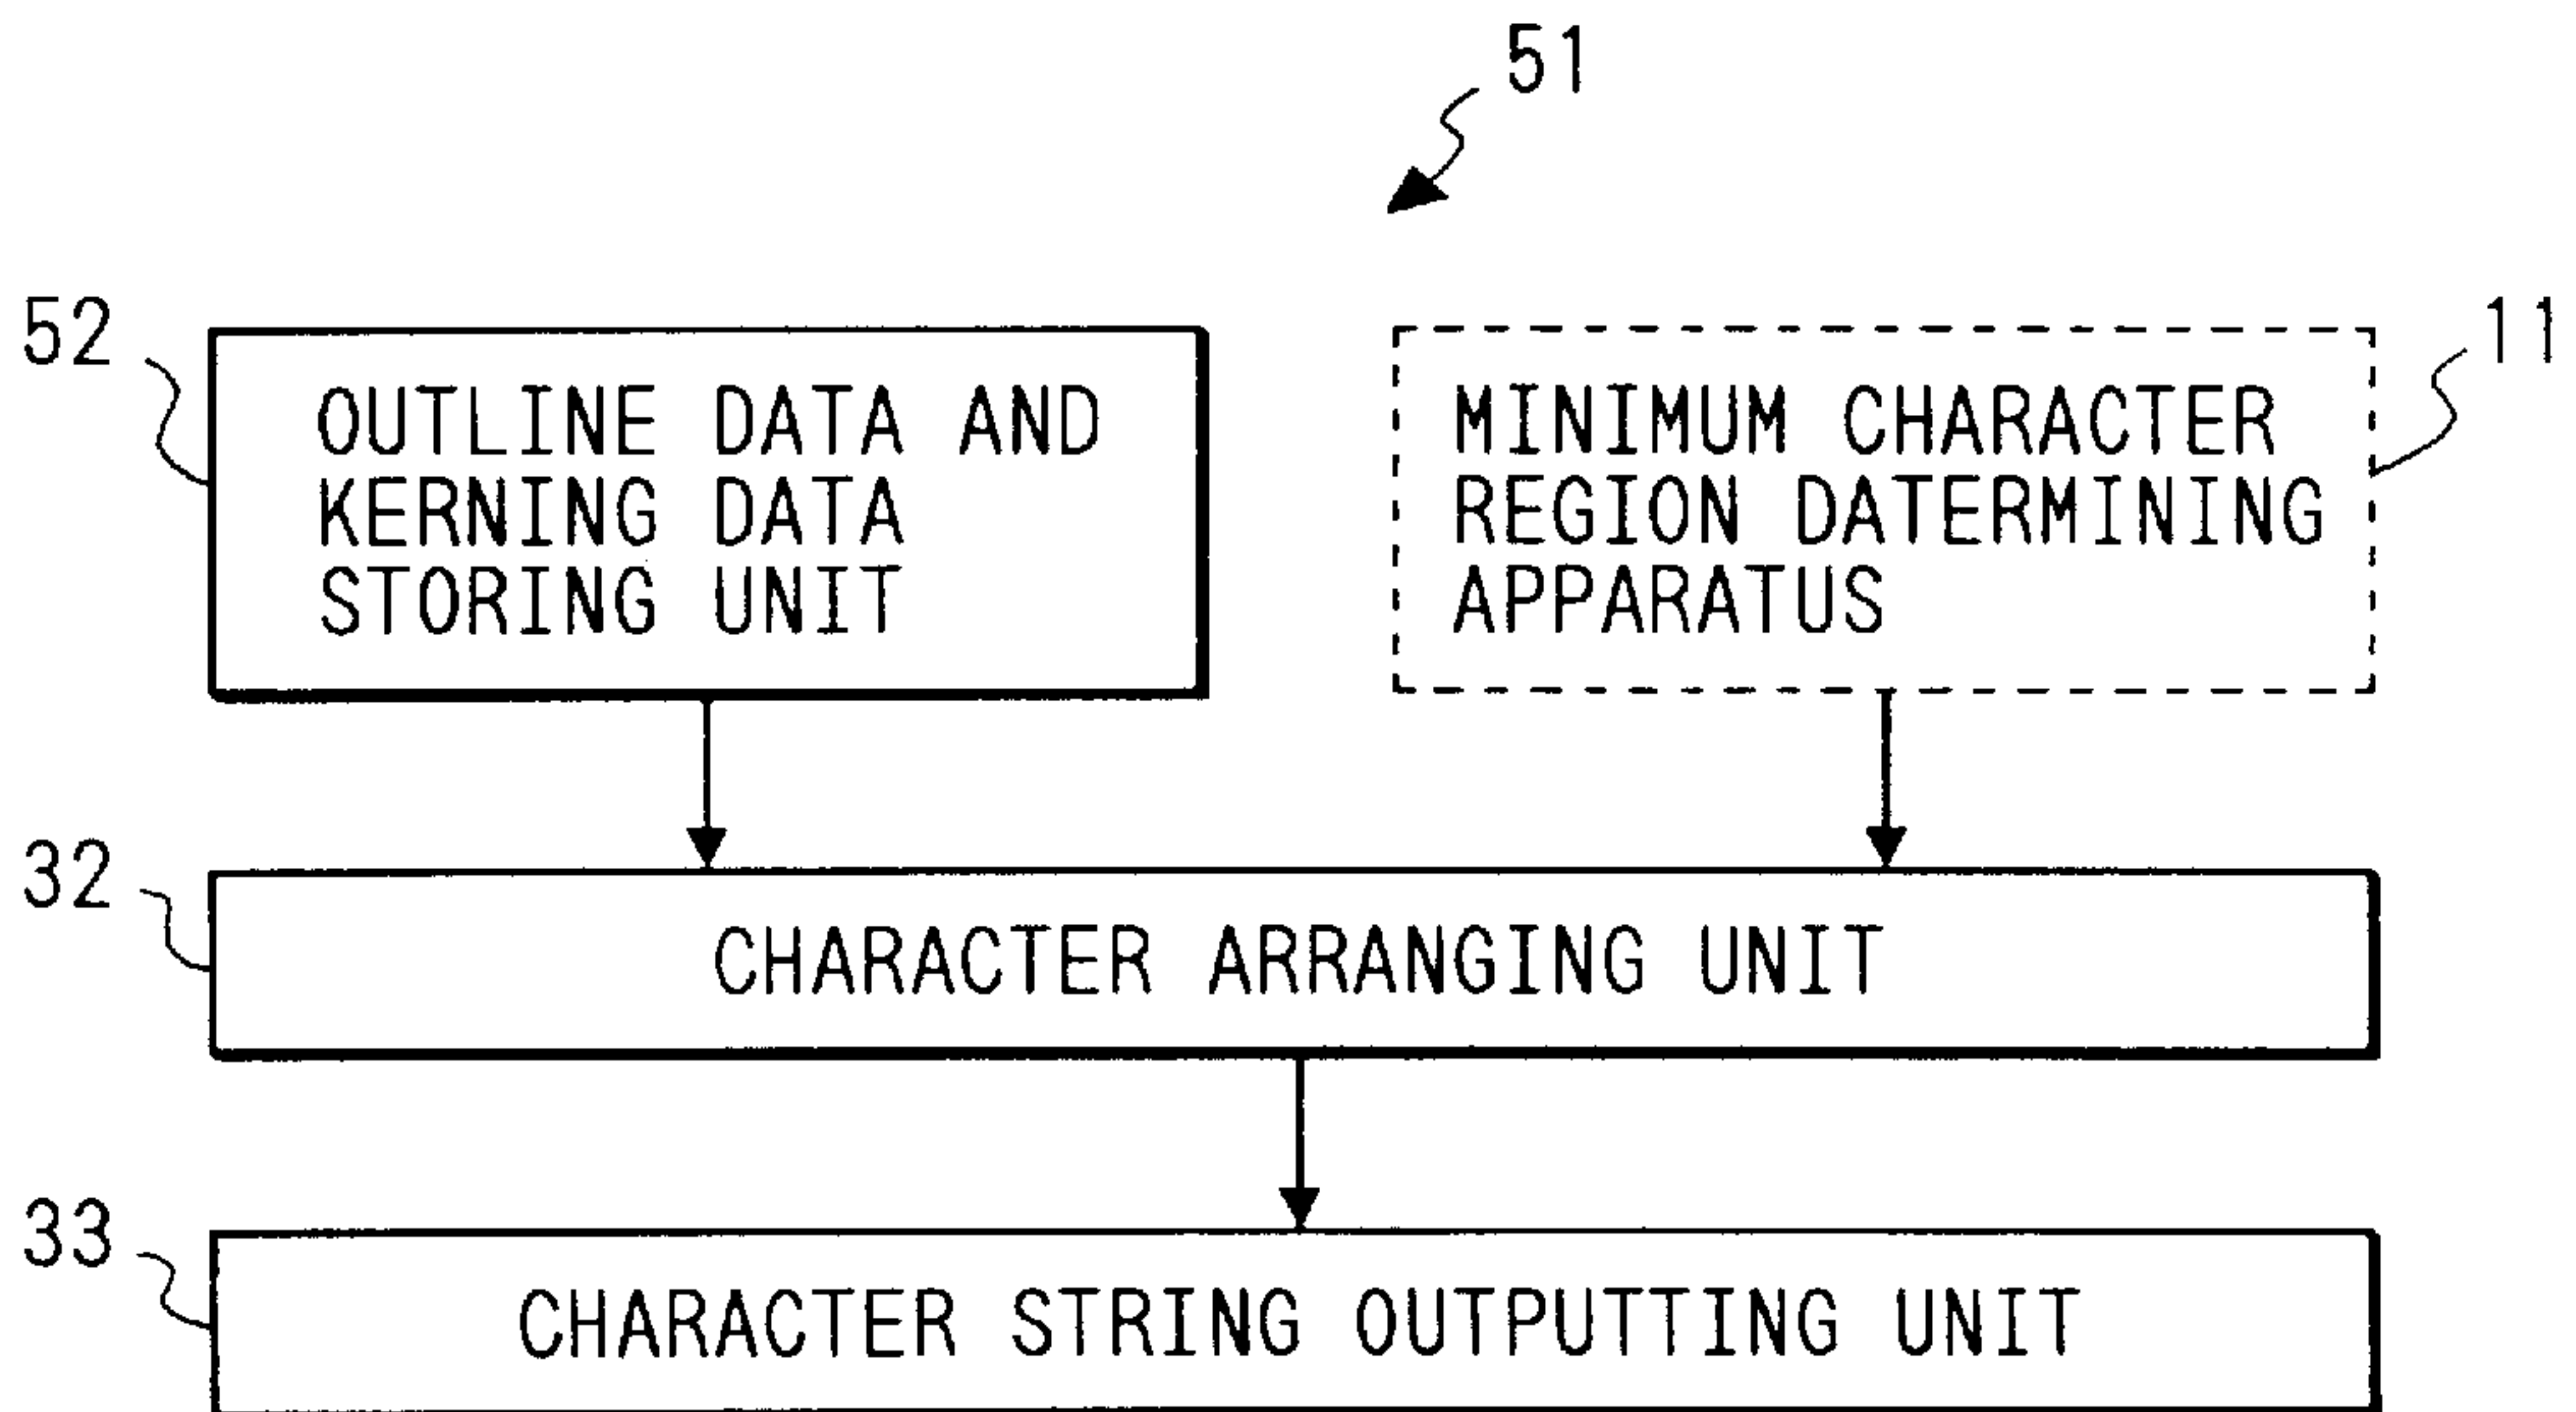 51
52
OUTLINE DATA AND
KERNING DATA
STORING UNIT
MINIMUM CHARACTER
REGION DATERMINING
APPARATUS
11
32
CHARACTER ARRANGING UNIT
33
CHARACTER STRING OUTPUTTING UNIT